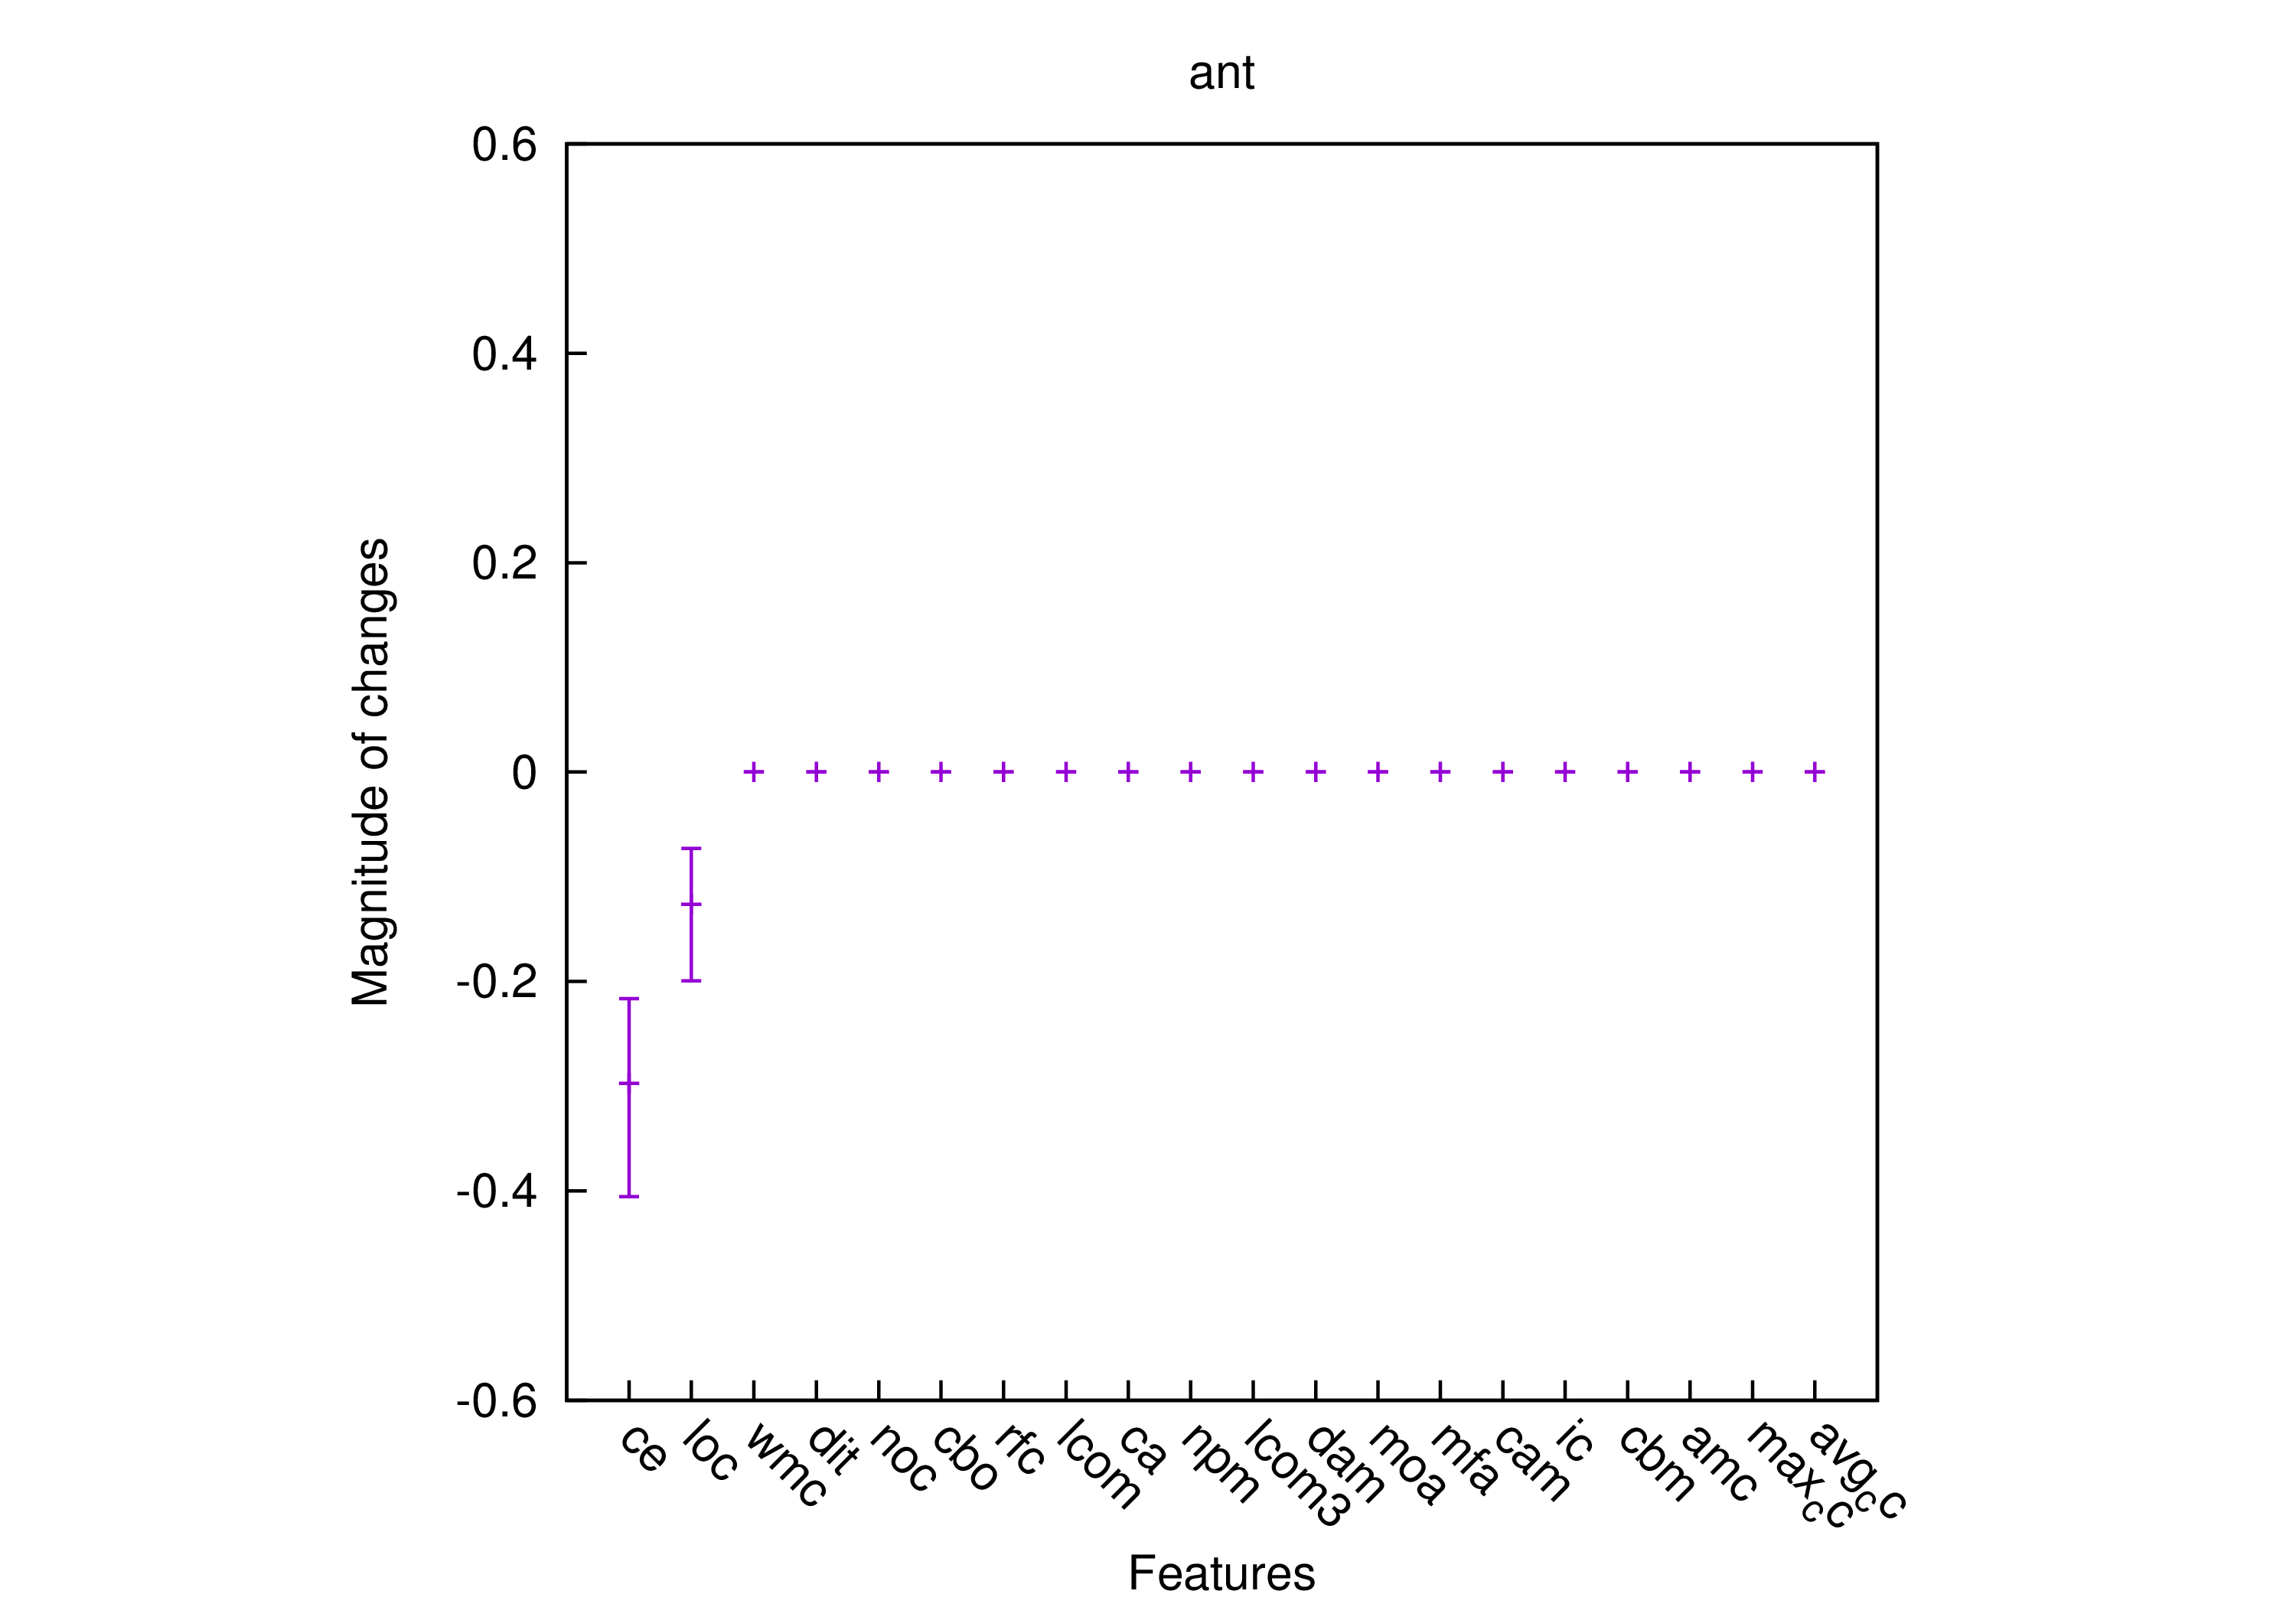 ant
0.6
0.4
0.2
0
-0.2
-0.4
-0.6
Magnitude of changes
ce
loc
wmc
dit
noc
cbo
rfc
lcom
ca
npm
lcom3
dam
moa
mfa
cam
ic
cbm
amc
max_cc
avg_cc
Features